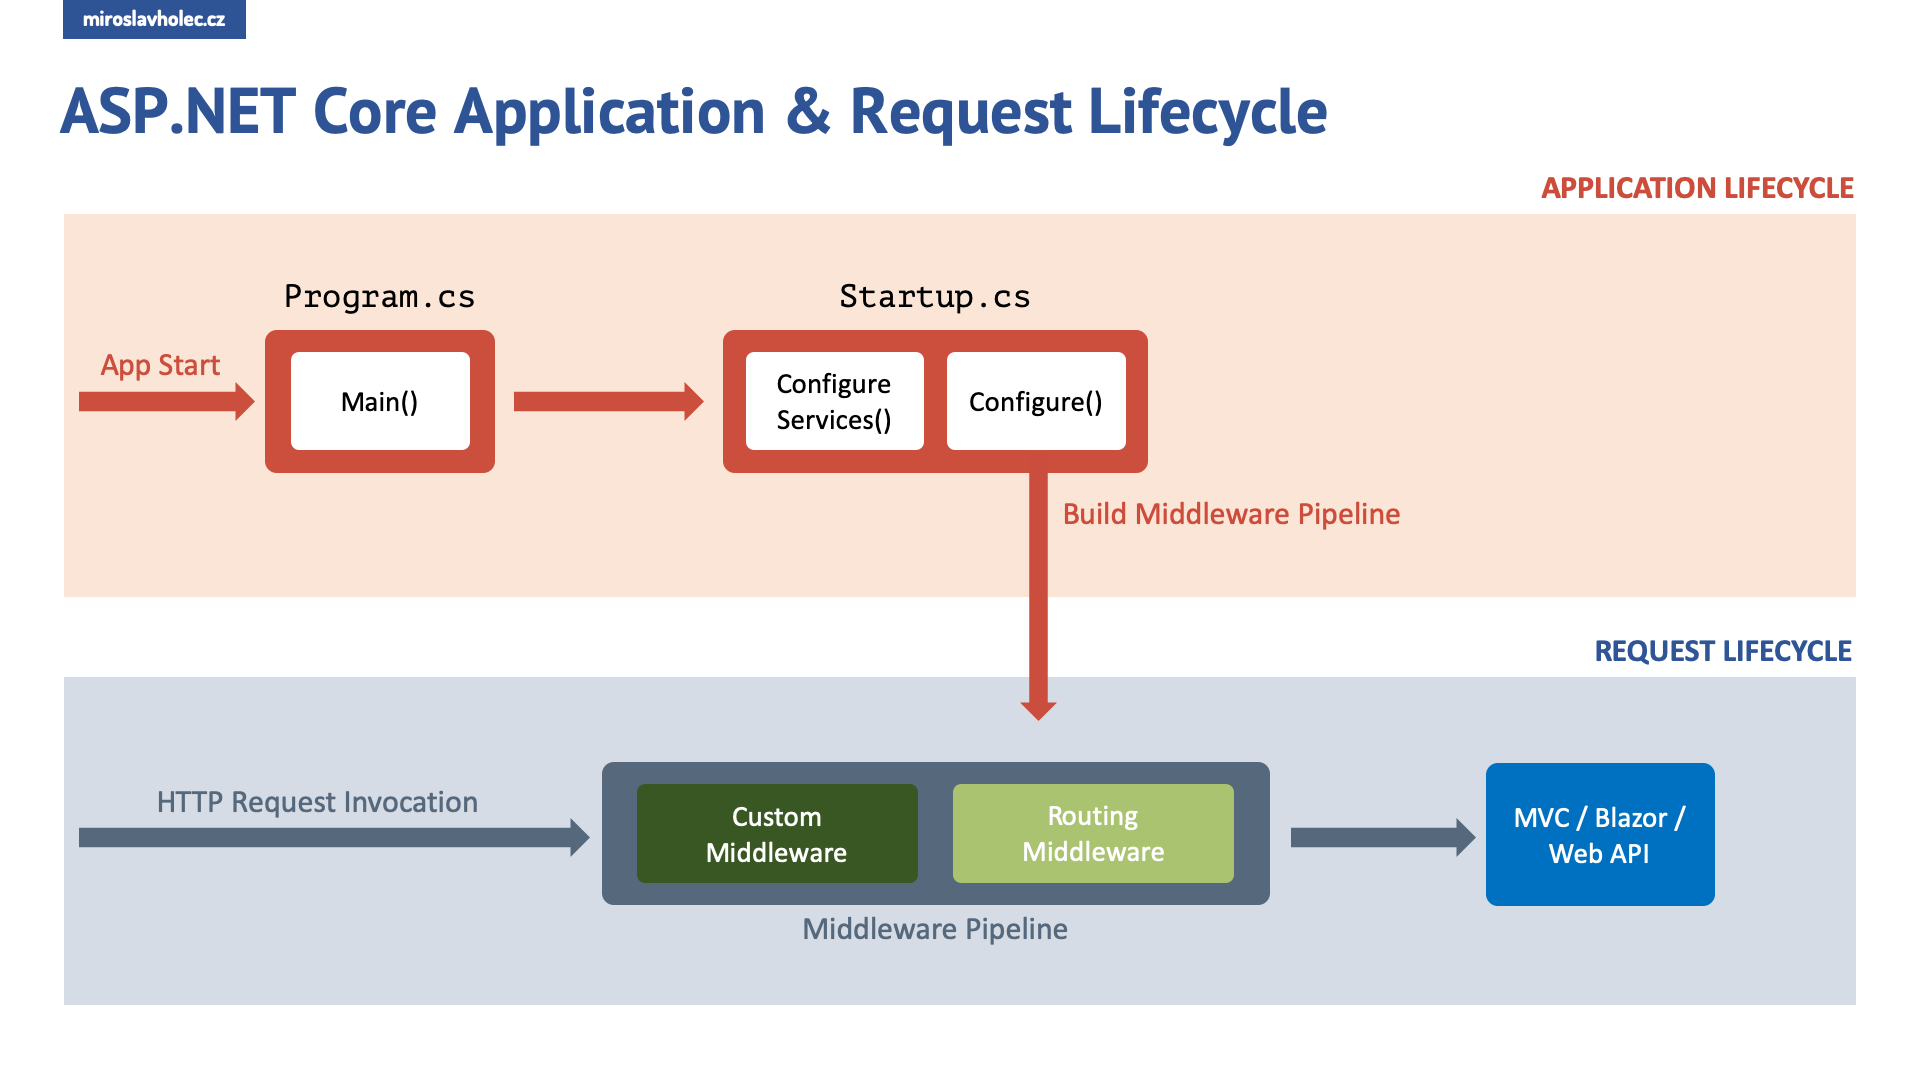 miroslavholec.cz
ASP.NET Core Application & Request Lifecycle
APPLICATION LIFECYCLE
Program.cs
Startup.cs
App Start
Main()
Configure
Services()
Configure()
Build Middleware Pipeline
REQUEST LIFECYCLE
HTTP Request Invocation
Custom
Middleware
Routing
Middleware
MVC / Blazor /
Web API
Middleware Pipeline